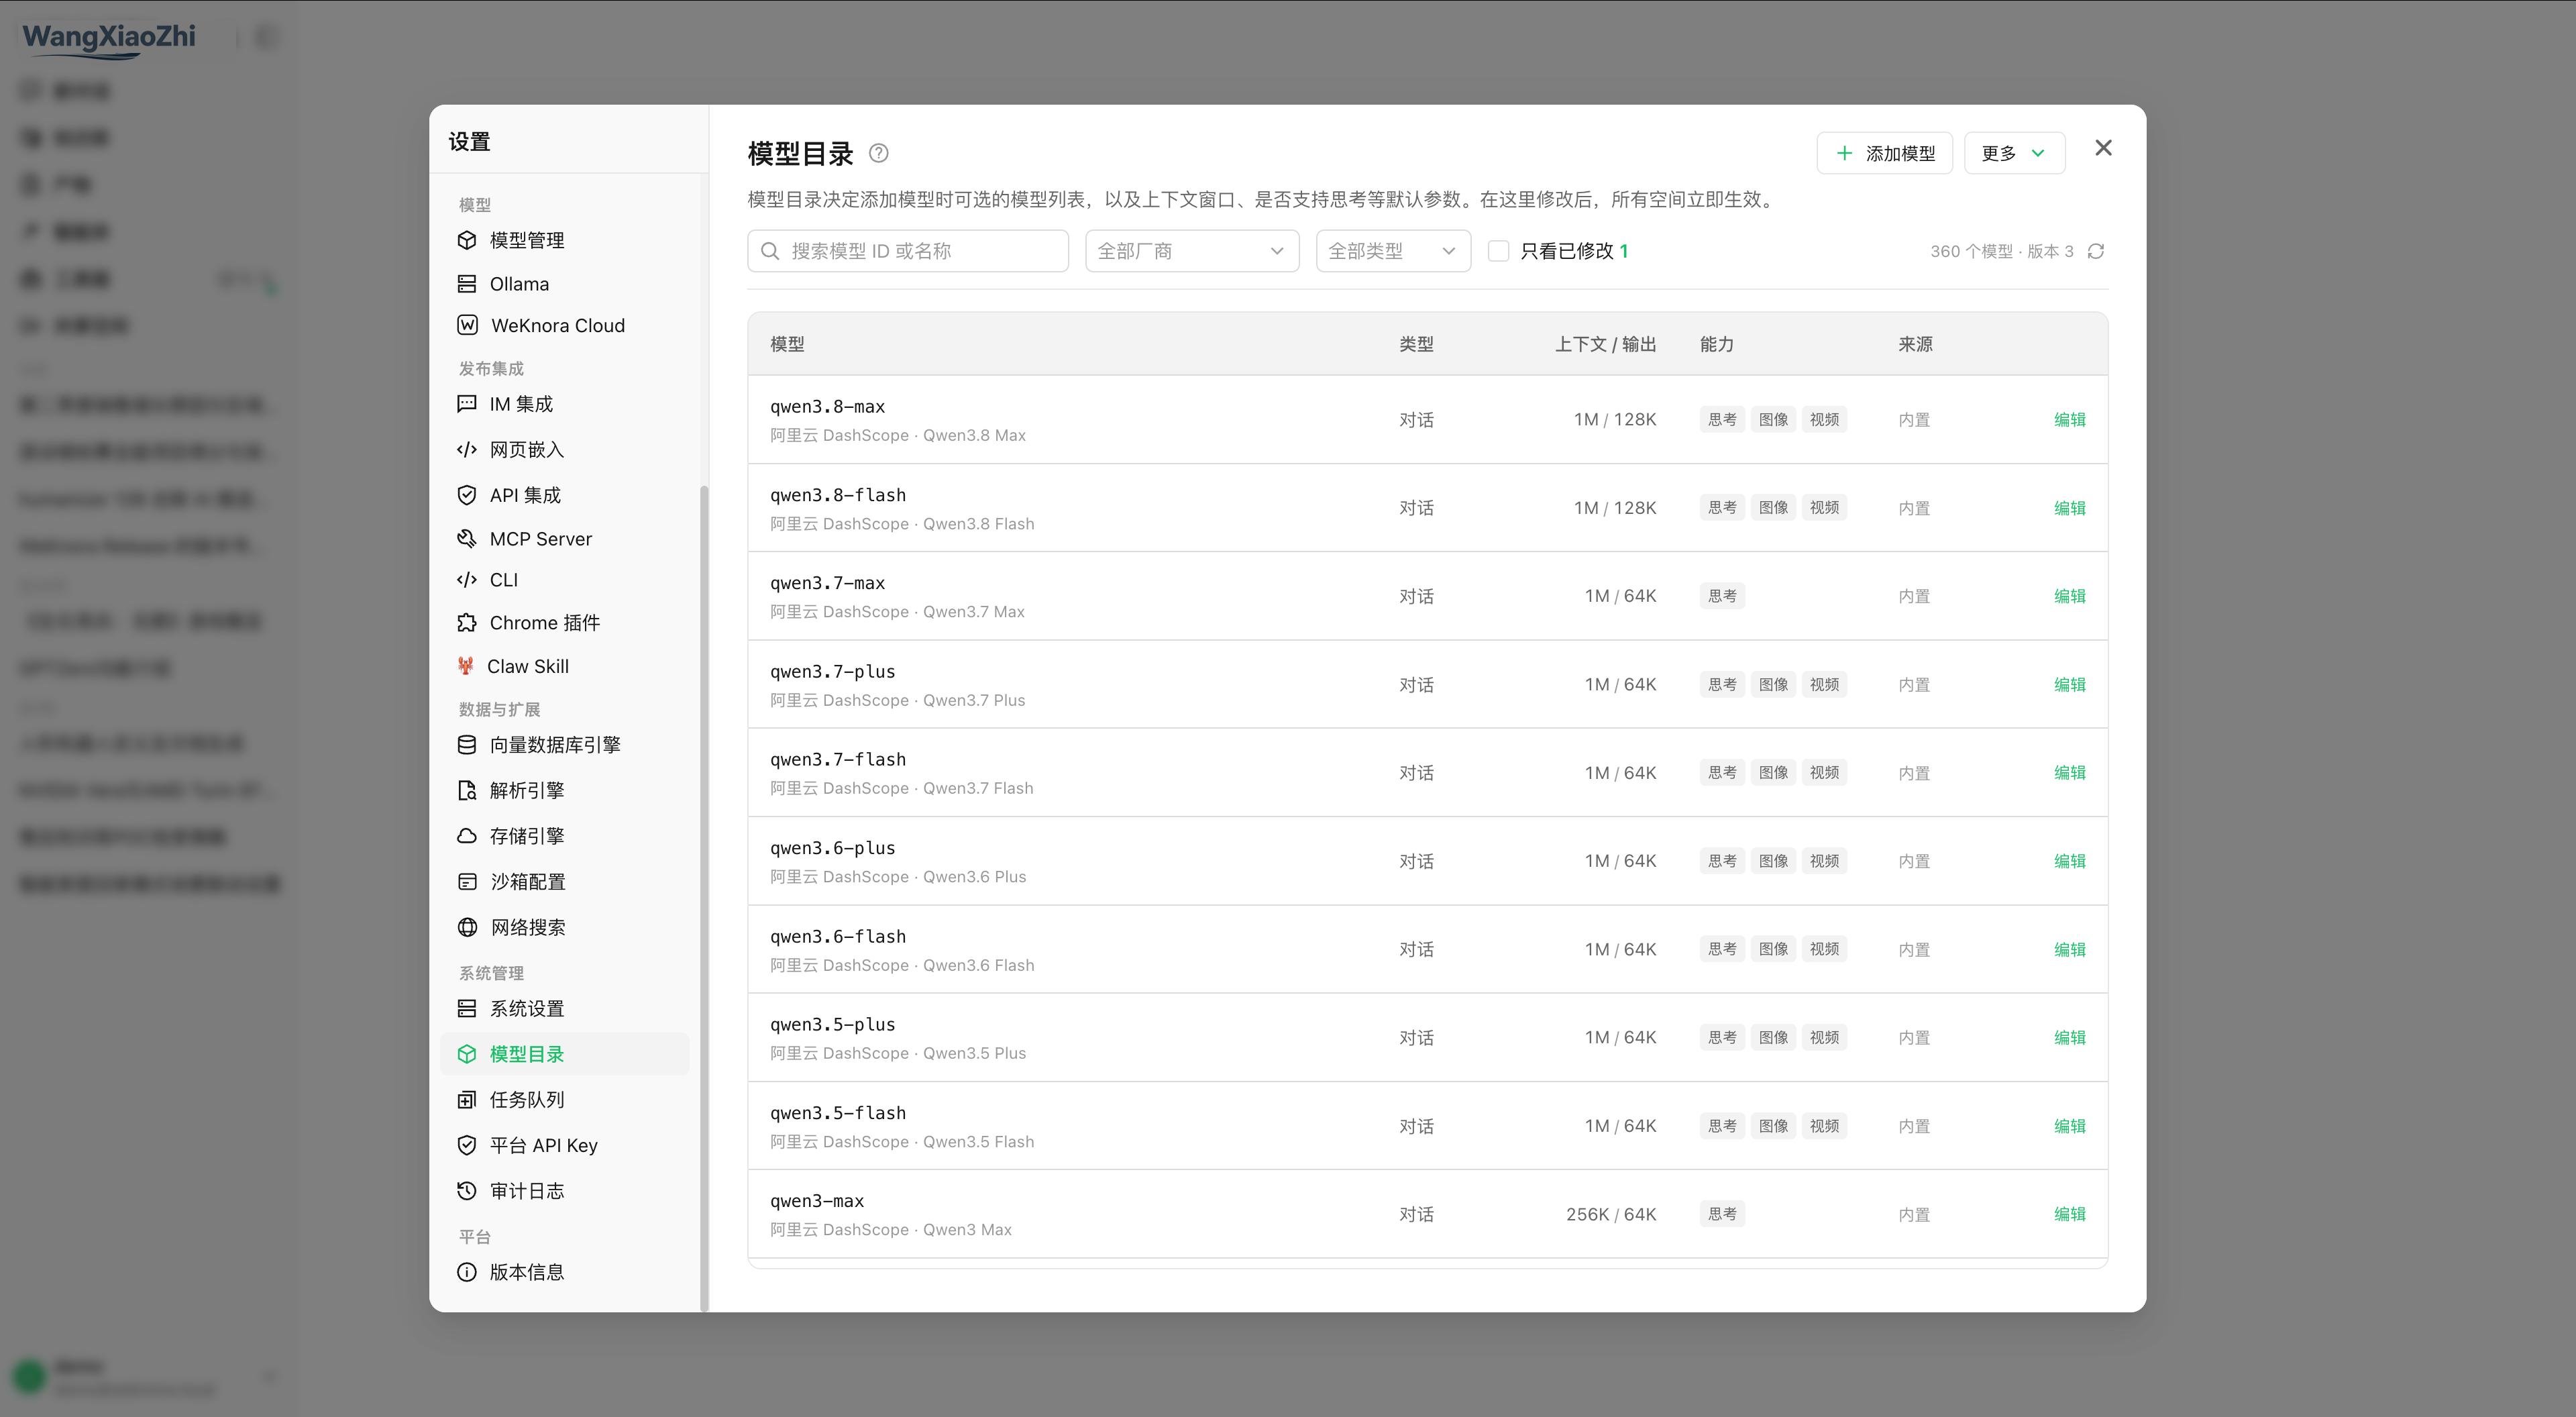 WangXiaoZhi
设置
模型
模型管理
Ollama
WeKnora Cloud
发布集成
IM 集成
网页嵌入
API 集成
MCP Server
CLI
Chrome 插件
Claw Skill
数据与扩展
向量数据库引擎
解析引擎
存储引擎
沙箱配置
网络搜索
系统管理
系统设置
模型目录
任务队列
平台 API Key
审计日志
平台
版本信息
模型目录
添加模型
更多
模型目录决定添加模型时可选的模型列表，以及上下文窗口、是否支持思考等默认参数。在这里修改后，所有空间立即生效。
搜索模型 ID 或名称
全部厂商
全部类型
只看已修改 1
360 个模型 · 版本 3
模型 类型 上下文 / 输出 能力 来源
qwen3.8-max
阿里云 DashScope · Qwen3.8 Max
对话 1M / 128K 思考 图像 视频 内置 编辑
qwen3.8-flash
阿里云 DashScope · Qwen3.8 Flash
对话 1M / 128K 思考 图像 视频 内置 编辑
qwen3.7-max
阿里云 DashScope · Qwen3.7 Max
对话 1M / 64K 思考 内置 编辑
qwen3.7-plus
阿里云 DashScope · Qwen3.7 Plus
对话 1M / 64K 思考 图像 视频 内置 编辑
qwen3.7-flash
阿里云 DashScope · Qwen3.7 Flash
对话 1M / 64K 思考 图像 视频 内置 编辑
qwen3.6-plus
阿里云 DashScope · Qwen3.6 Plus
对话 1M / 64K 思考 图像 视频 内置 编辑
qwen3.6-flash
阿里云 DashScope · Qwen3.6 Flash
对话 1M / 64K 思考 图像 视频 内置 编辑
qwen3.5-plus
阿里云 DashScope · Qwen3.5 Plus
对话 1M / 64K 思考 图像 视频 内置 编辑
qwen3.5-flash
阿里云 DashScope · Qwen3.5 Flash
对话 1M / 64K 思考 图像 视频 内置 编辑
qwen3-max
阿里云 DashScope · Qwen3 Max
对话 256K / 64K 思考 内置 编辑